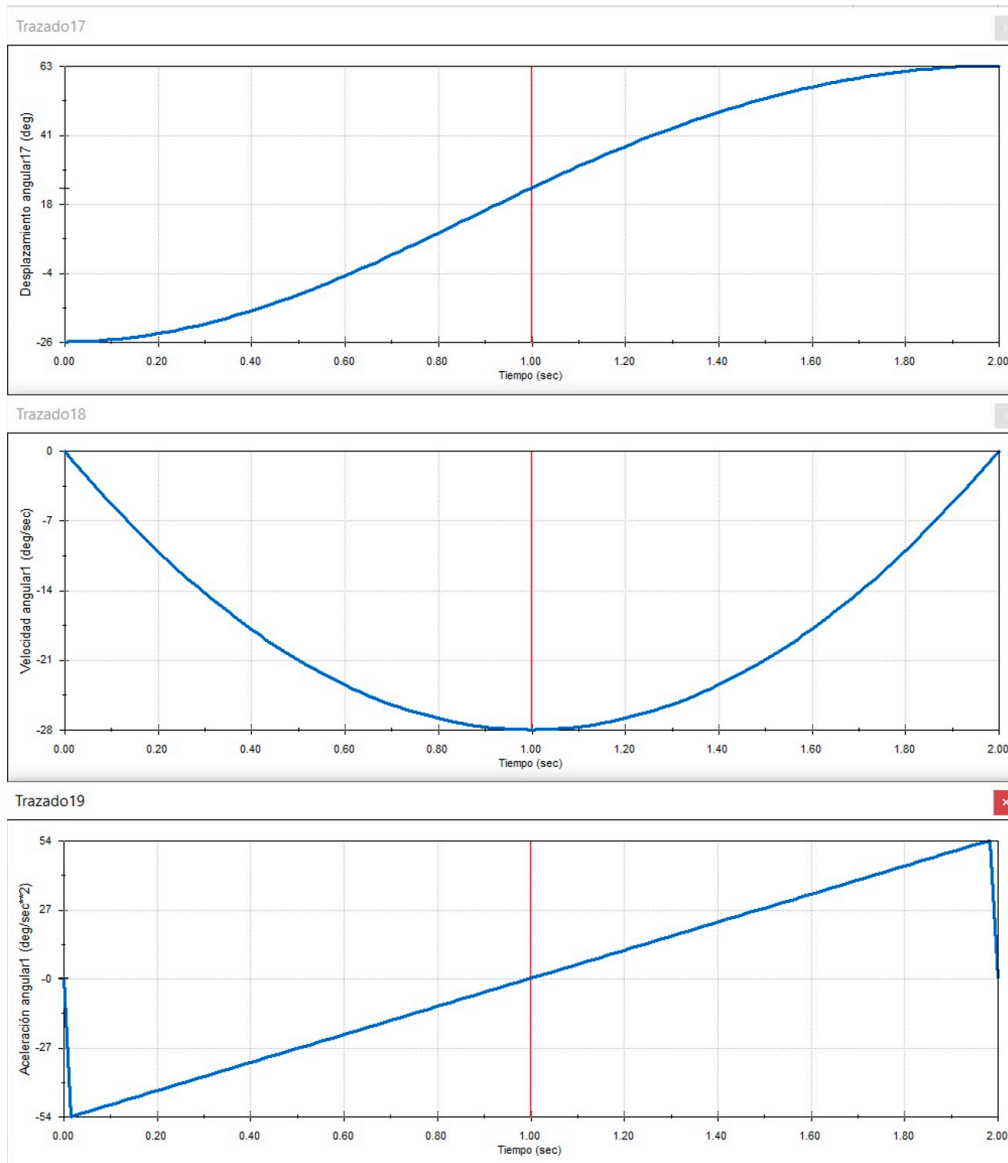 Trazado17
63
41
18
-4
-26
Desplazamiento angular17 (deg)
0.00 0.20 0.40 0.60 0.80 1.00 1.20 1.40 1.60 1.80 2.00
Tiempo (sec)
Trazado18
0
-7
-14
-21
-28
Velocidad angular1 (deg/sec)
0.00 0.20 0.40 0.60 0.80 1.00 1.20 1.40 1.60 1.80 2.00
Tiempo (sec)
Trazado19
54
27
-0
-27
-54
Aceleración angular1 (deg/sec**2)
0.00 0.20 0.40 0.60 0.80 1.00 1.20 1.40 1.60 1.80 2.00
Tiempo (sec)